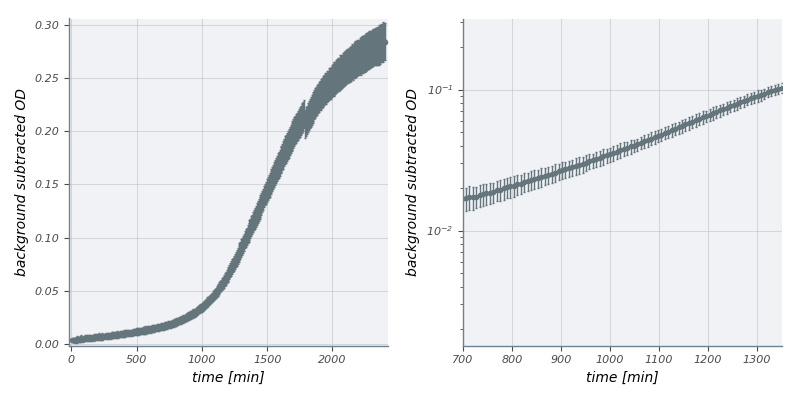 0.30
0.25
0.20
0.15
0.10
0.05
0.00
background subtracted OD
0 500 1000 1500 2000
time [min]
10⁻¹
10⁻²
background subtracted OD
700 800 900 1000 1100 1200 1300
time [min]